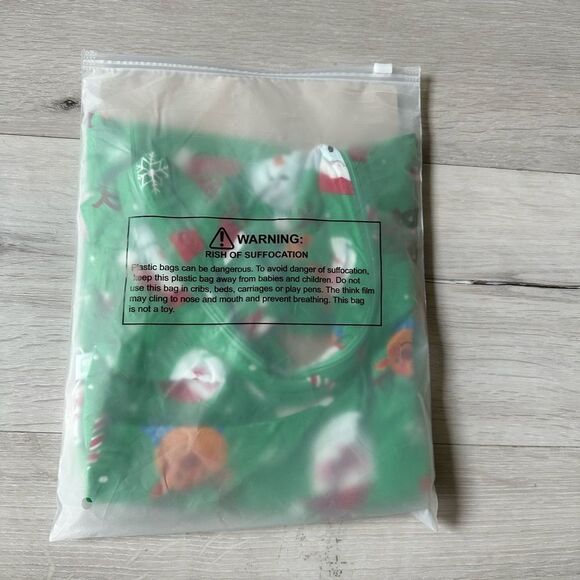 WARNING:
RISH OF SUFFOCATION
Plastic bags can be dangerous. To avoid danger of suffocation,
keep this plastic bag away from babies and children. Do not
use this bag in cribs, beds, carriages or play pens. The think film
may cling to nose and mouth and prevent breathing. This bag
is not a toy.